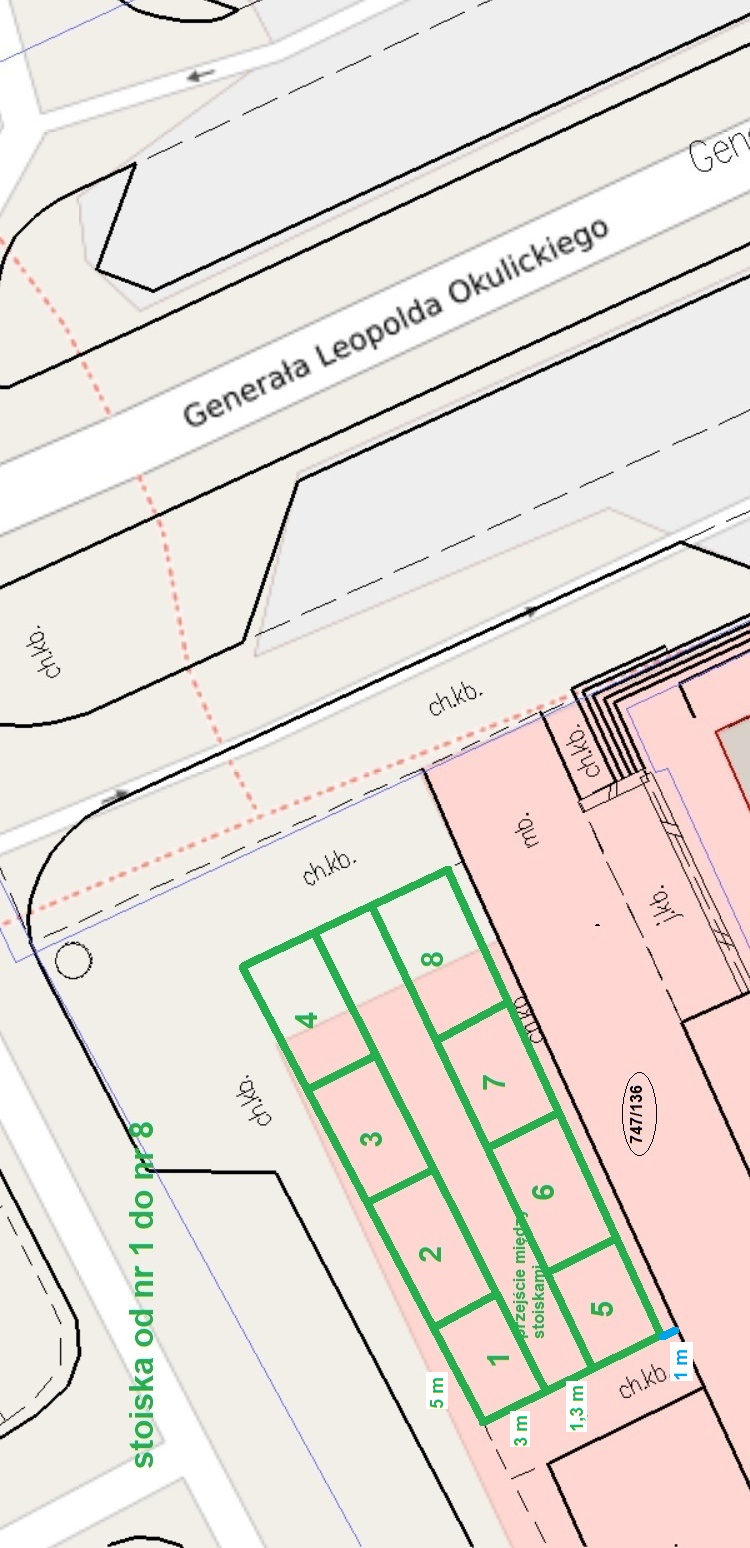 Gene
Generała Leopolda Okulickiego
ch.kb.
ch.kb.
ch.kb.
mb.
ch.kb.
j.kb.
8
4
ch.kb.
7
ch.kb.
747/136
3
6
2
przejście między
stoiskami
5
1
stoiska od nr 1 do nr 8
5 m
3 m
1,3 m
ch.kb.
1 m